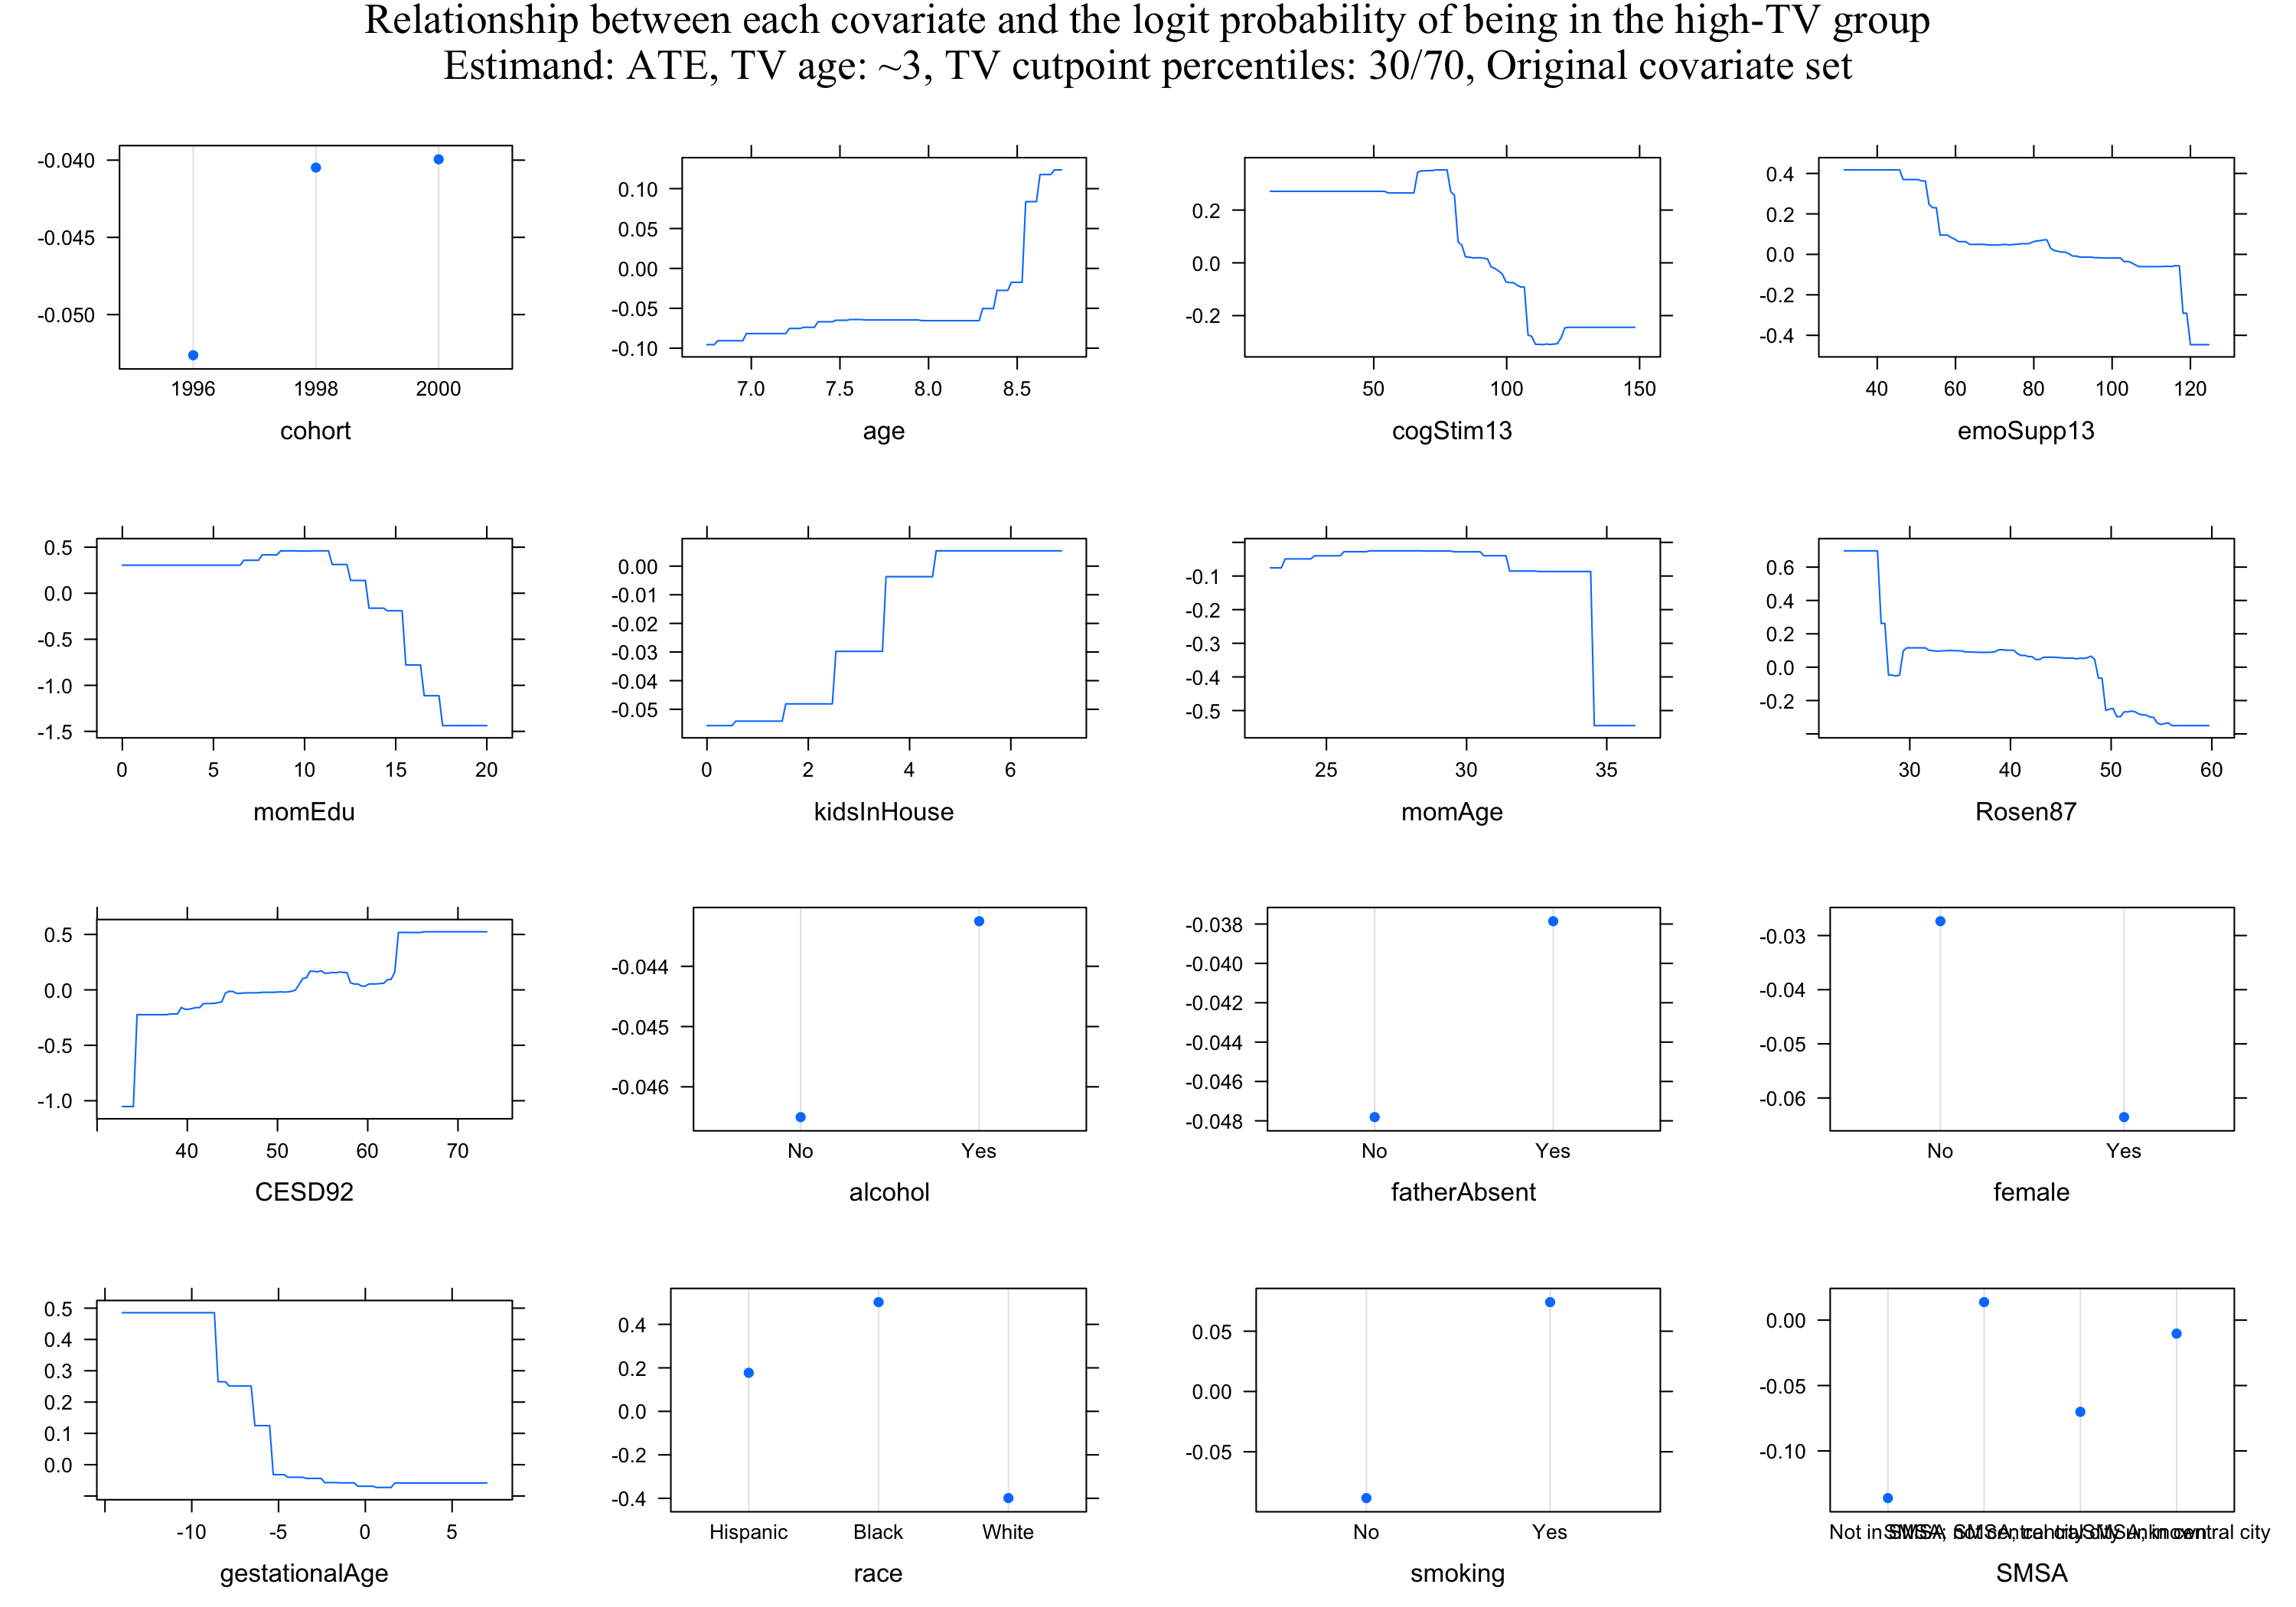 Relationship between each covariate and the logit probability of being in the high-TV group
Estimand: ATE, TV age: ~3, TV cutpoint percentiles: 30/70, Original covariate set
-0.040
-0.045
-0.050
1996 1998 2000
cohort
0.10
0.05
0.00
-0.05
-0.10
7.0 7.5 8.0 8.5
age
0.2
0.0
-0.2
50 100 150
cogStim13
0.4
0.2
0.0
-0.2
-0.4
40 60 80 100 120
emoSupp13
0.5
0.0
-0.5
-1.0
-1.5
0 5 10 15 20
momEdu
0.00
-0.01
-0.02
-0.03
-0.04
-0.05
0 2 4 6
kidsInHouse
-0.1
-0.2
-0.3
-0.4
-0.5
25 30 35
momAge
0.6
0.4
0.2
0.0
-0.2
30 40 50 60
Rosen87
0.5
0.0
-0.5
-1.0
40 50 60 70
CESD92
-0.044
-0.045
-0.046
No Yes
alcohol
-0.038
-0.040
-0.042
-0.044
-0.046
-0.048
No Yes
fatherAbsent
-0.03
-0.04
-0.05
-0.06
No Yes
female
0.5
0.4
0.3
0.2
0.1
0.0
-10 -5 0 5
gestationalAge
0.4
0.2
0.0
-0.2
-0.4
Hispanic Black White
race
0.05
0.00
-0.05
No Yes
smoking
0.00
-0.05
-0.10
Not in central city
SMSA